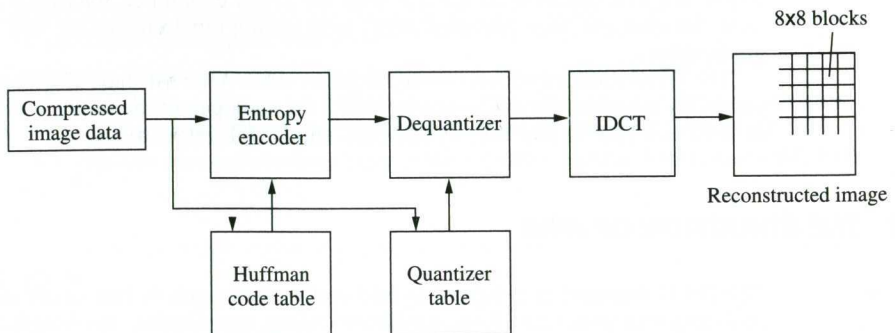 8x8 blocks
Compressed
image data
Entropy
encoder
Dequantizer
IDCT
Reconstructed image
Huffman
code table
Quantizer
table